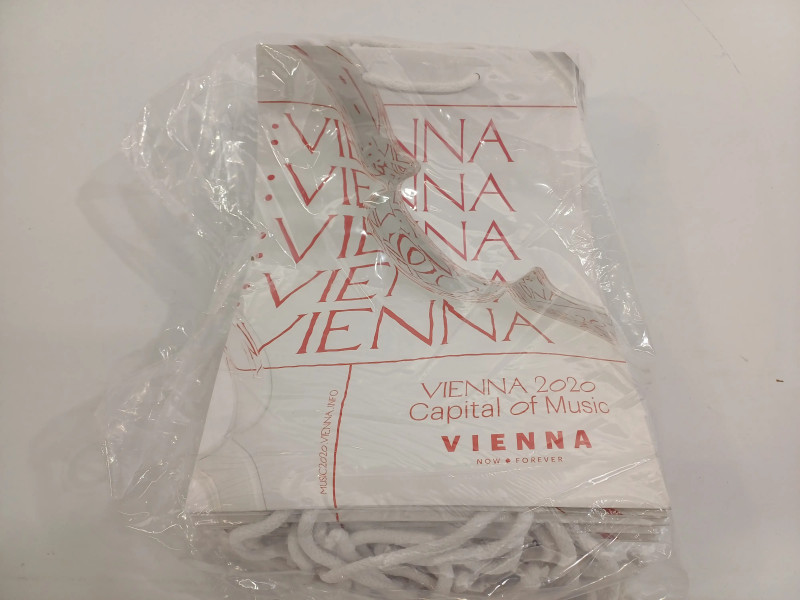 VIENNA
VIENNA
VIENNA
VIENNA
VIENNA
VIENNA 2020
Capital of Music
VIENNA
NOW FOREVER
MUSIC2020.VIENNA.INFO